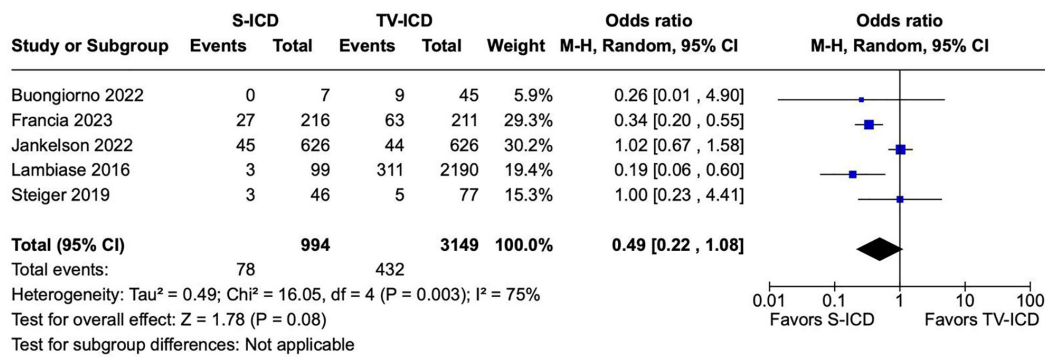 S-ICD TV-ICD Odds ratio Odds ratio
Study or Subgroup Events Total Events Total Weight M-H, Random, 95% CI M-H, Random, 95% CI
Buongiorno 2022 0 7 9 45 5.9% 0.26 [0.01 , 4.90]
Francia 2023 27 216 63 211 29.3% 0.34 [0.20 , 0.55]
Jankelson 2022 45 626 44 626 30.2% 1.02 [0.67 , 1.58]
Lambiase 2016 3 99 311 2190 19.4% 0.19 [0.06 , 0.60]
Steiger 2019 3 46 5 77 15.3% 1.00 [0.23 , 4.41]
Total (95% CI) 994 3149 100.0% 0.49 [0.22 , 1.08]
Total events: 78 432
Heterogeneity: Tau² = 0.49; Chi² = 16.05, df = 4 (P = 0.003); I² = 75%
0.01 0.1 1 10 100
Test for overall effect: Z = 1.78 (P = 0.08)
Favors S-ICD Favors TV-ICD
Test for subgroup differences: Not applicable